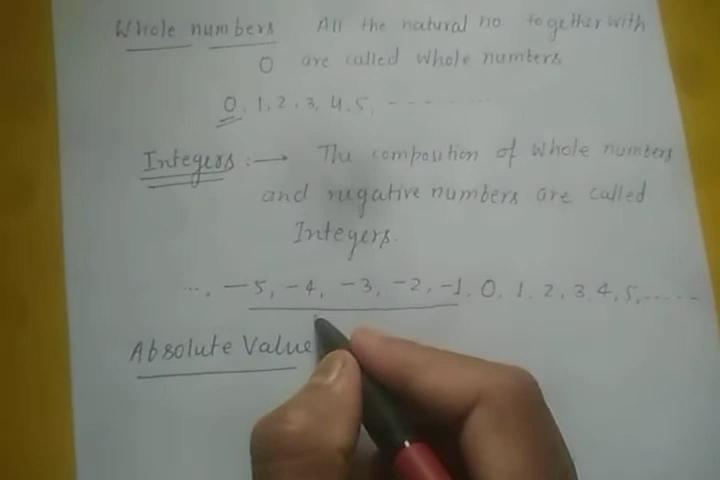 Whole numbers All the natural no. together with
0 are called whole numbers
0, 1, 2, 3, 4, 5, - - - - - - - -
Integers :→ The composition of whole numbers
and negative numbers are called
Integers.
..., -5, -4, -3, -2, -1, 0, 1, 2, 3, 4, 5, ......
Absolute Value